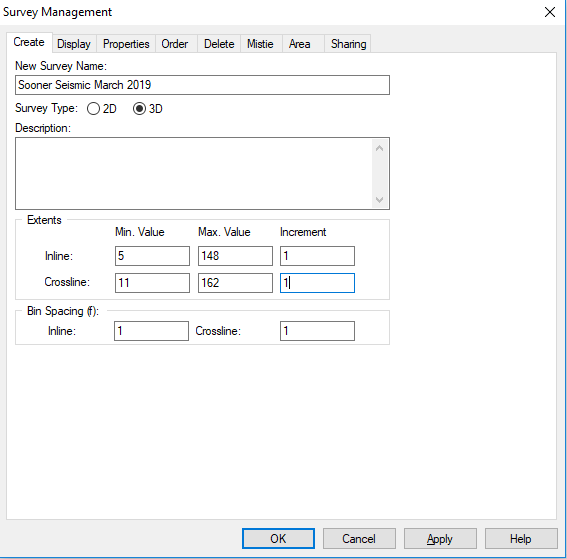 Survey Management
Create Display Properties Order Delete Mistie Area Sharing
New Survey Name:
Sooner Seismic March 2019
Survey Type: 2D 3D
Description:
Extents
Min. Value Max. Value Increment
Inline: 5 148 1
Crossline: 11 162 1
Bin Spacing (f):
Inline: 1 Crossline: 1
OK Cancel Apply Help